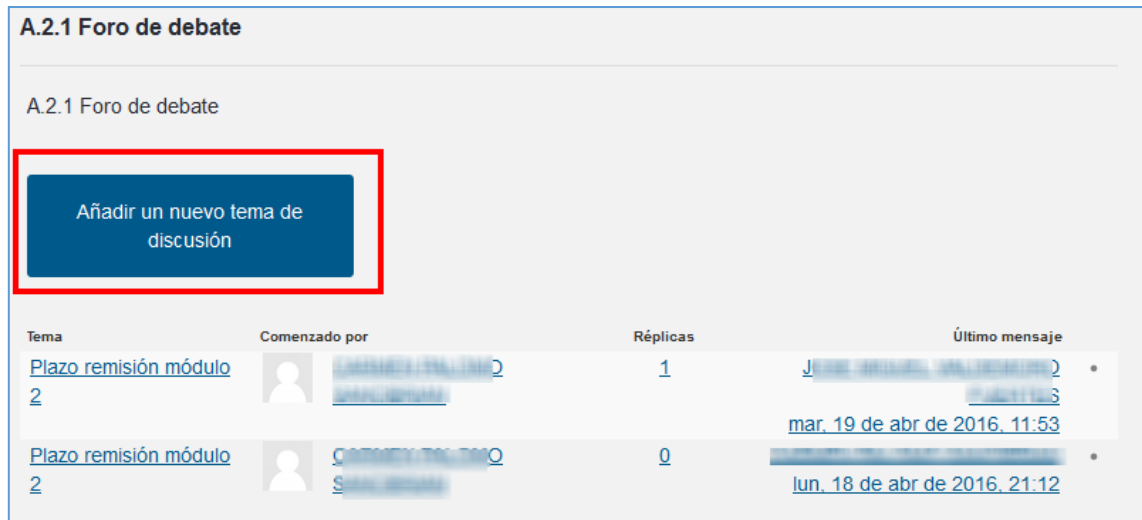 A.2.1 Foro de debate
A.2.1 Foro de debate
Añadir un nuevo tema de
discusión
Tema Comenzado por Réplicas Último mensaje
Plazo remisión módulo 1
2
mar, 19 de abr de 2016, 11:53
Plazo remisión módulo 0
2 lun, 18 de abr de 2016, 21:12